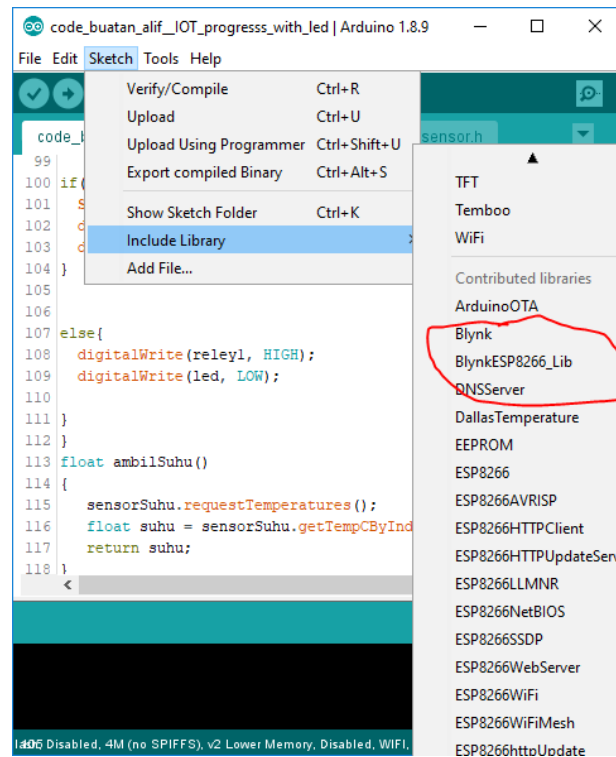 code_buatan_alif__IOT_progresss_with_led | Arduino 1.8.9
File Edit Sketch Tools Help
Verify/Compile Ctrl+R
Upload Ctrl+U
Upload Using Programmer Ctrl+Shift+U
Export compiled Binary Ctrl+Alt+S
Show Sketch Folder Ctrl+K
Include Library
Add File...
sensor.h
99
100 if(
101
102
103
104 }
105
106
107 else{
108 digitalWrite(reley1, HIGH);
109 digitalWrite(led, LOW);
110
111 }
112 }
113 float ambilSuhu()
114 {
115 sensorSuhu.requestTemperatures();
116 float suhu = sensorSuhu.getTempCByInd
117 return suhu;
118 }
TFT
Temboo
WiFi
Contributed libraries
ArduinoOTA
Blynk
BlynkESP8266_Lib
DNSServer
DallasTemperature
EEPROM
ESP8266
ESP8266AVRISP
ESP8266HTTPClient
ESP8266HTTPUpdateServ
ESP8266LLMNR
ESP8266NetBIOS
ESP8266SSDP
ESP8266WebServer
ESP8266WiFi
ESP8266WiFiMesh
ESP8266httpUpdate
Disabled, 4M (no SPIFFS), v2 Lower Memory, Disabled, WIFI,